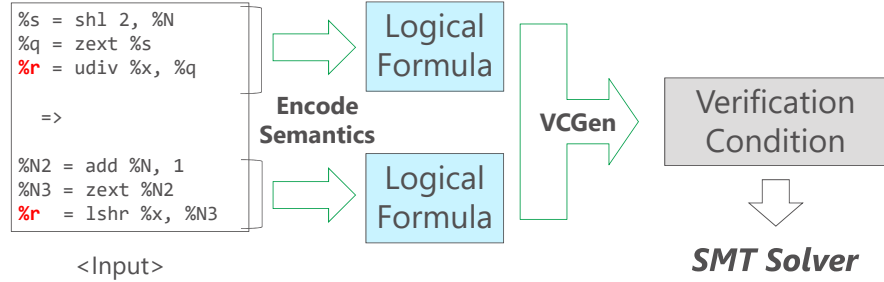 %s = shl 2, %N
%q = zext %s
%r = udiv %x, %q
=>
%N2 = add %N, 1
%N3 = zext %N2
%r  = lshr %x, %N3
<Input>
Encode
Semantics
Logical
Formula
Logical
Formula
VCGen
Verification
Condition
SMT Solver